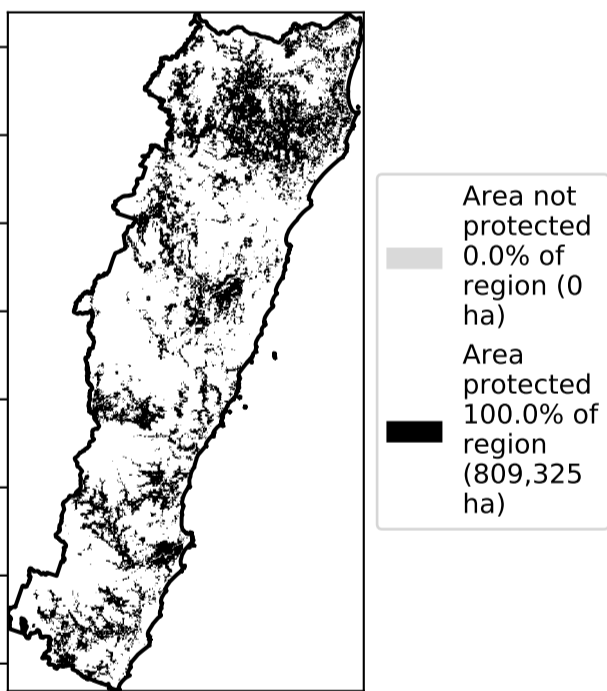 Area not
protected
0.0% of
region (0
ha)
Area
protected
100.0% of
region
(809,325
ha)